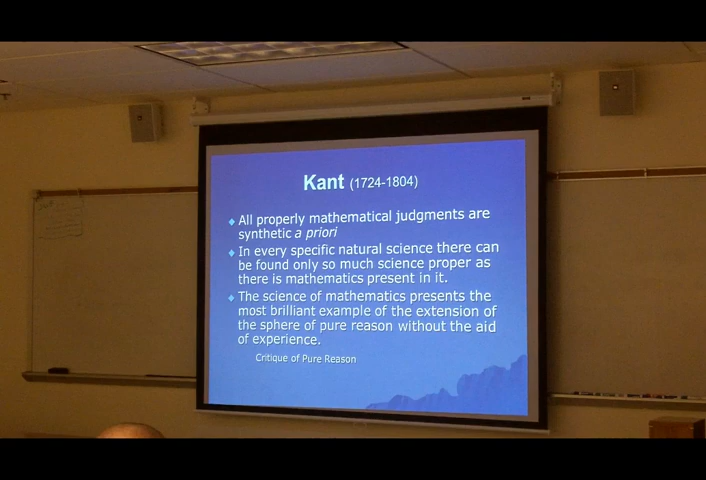 Kant (1724-1804)
All properly mathematical judgments are
synthetic a priori
In every specific natural science there can
be found only so much science proper as
there is mathematics present in it.
The science of mathematics presents the
most brilliant example of the extension of
the sphere of pure reason without the aid
of experience.
Critique of Pure Reason